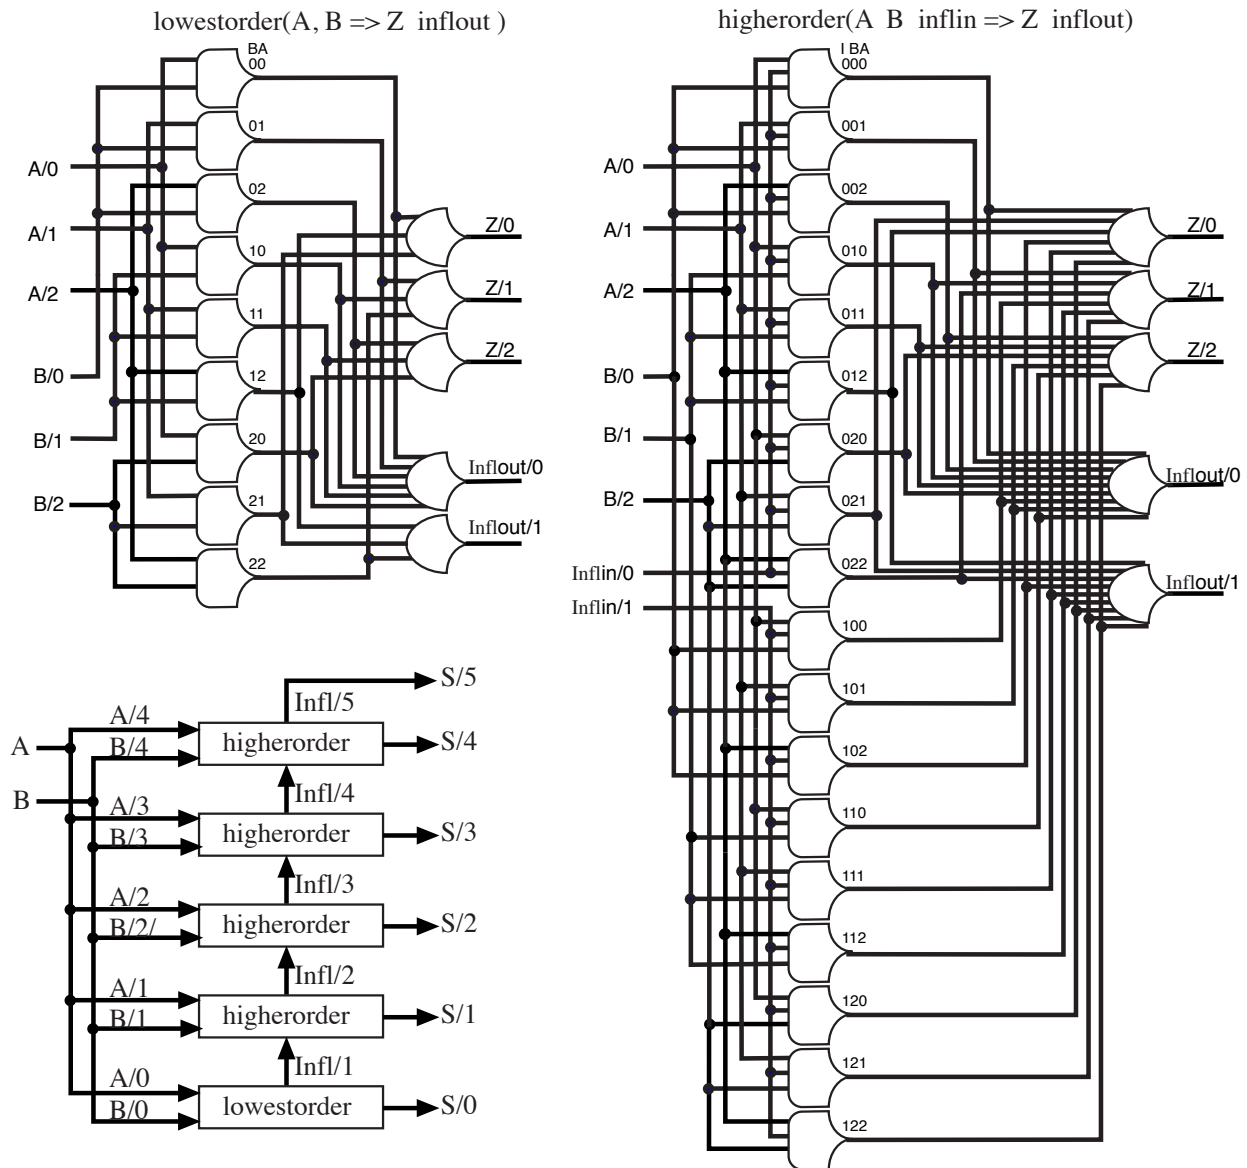 lowestorder(A, B => Z inflout )
BA
00
01
A/0
02
A/1
10
Z/0
A/2
11
Z/1
12
Z/2
B/0
B/1
20
Inflout/0
B/2
21
Inflout/1
22
higherorder(A B inflin => Z inflout)
I BA
000
001
A/0
002
A/1
010
Z/0
A/2
011
Z/1
012
Z/2
B/0
B/1
020
Inflout/0
B/2
021
022
Inflin/0
Inflout/1
Inflin/1
100
101
102
110
111
112
120
121
122
S/5
Infl/5
A/4
A
B/4
higherorder
S/4
Infl/4
B
A/3
B/3
higherorder
S/3
Infl/3
A/2
B/2/
higherorder
S/2
Infl/2
A/1
B/1
higherorder
S/1
Infl/1
A/0
B/0
lowestorder
S/0